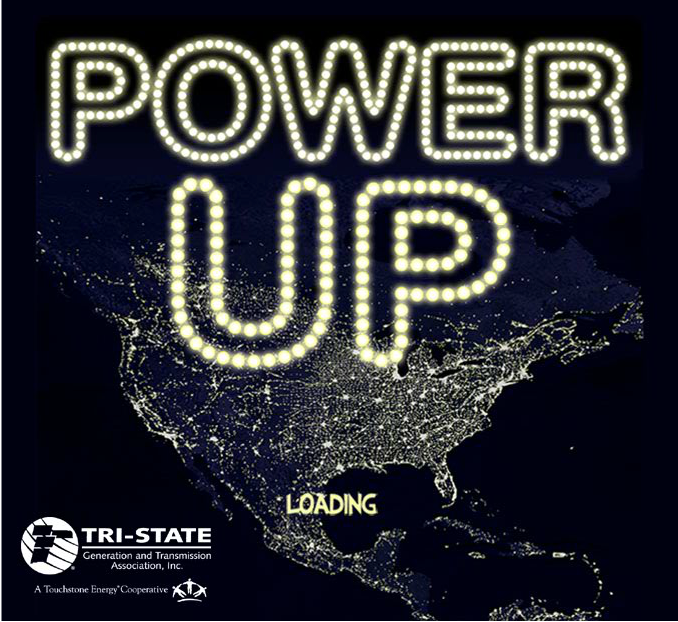 POWER
UP
LOADING
TRI-STATE
Generation and Transmission
Association, Inc.
A Touchstone Energy® Cooperative